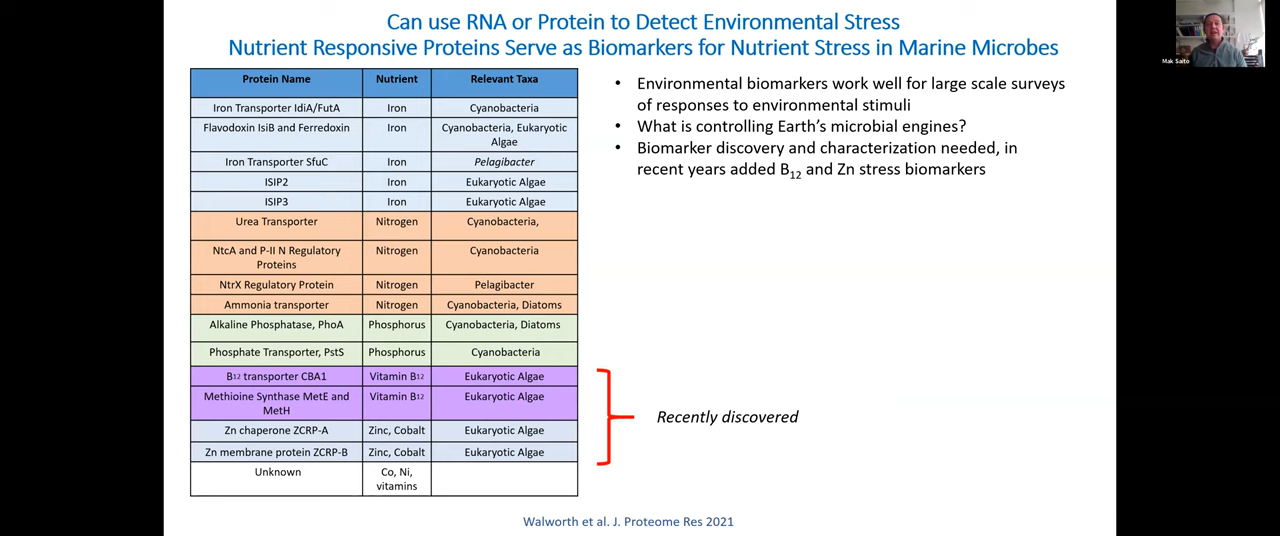 Can use RNA or Protein to Detect Environmental Stress
Nutrient Responsive Proteins Serve as Biomarkers for Nutrient Stress in Marine Microbes
Protein Name Nutrient Relevant Taxa
Iron Transporter IdiA/FutA Iron Cyanobacteria
Flavodoxin IsiB and Ferredoxin Iron Cyanobacteria, Eukaryotic
Algae
Iron Transporter SfuC Iron Pelagibacter
ISIP2 Iron Eukaryotic Algae
ISIP3 Iron Eukaryotic Algae
Urea Transporter Nitrogen Cyanobacteria,
NtcA and P-II N Regulatory Nitrogen Cyanobacteria
Proteins
NtrX Regulatory Protein Nitrogen Pelagibacter
Ammonia transporter Nitrogen Cyanobacteria, Diatoms
Alkaline Phosphatase, PhoA Phosphorus Cyanobacteria, Diatoms
Phosphate Transporter, PstS Phosphorus Cyanobacteria
B12 transporter CBA1 Vitamin B12 Eukaryotic Algae
Methioine Synthase MetE and Vitamin B12 Eukaryotic Algae
MetH
Zn chaperone ZCRP-A Zinc, Cobalt Eukaryotic Algae
Zn membrane protein ZCRP-B Zinc, Cobalt Eukaryotic Algae
Unknown Co, Ni,
vitamins
• Environmental biomarkers work well for large scale surveys
of responses to environmental stimuli
• What is controlling Earth's microbial engines?
• Biomarker discovery and characterization needed, in
recent years added B12 and Zn stress biomarkers
Recently discovered
Walworth et al. J. Proteome Res 2021
Mak Saito